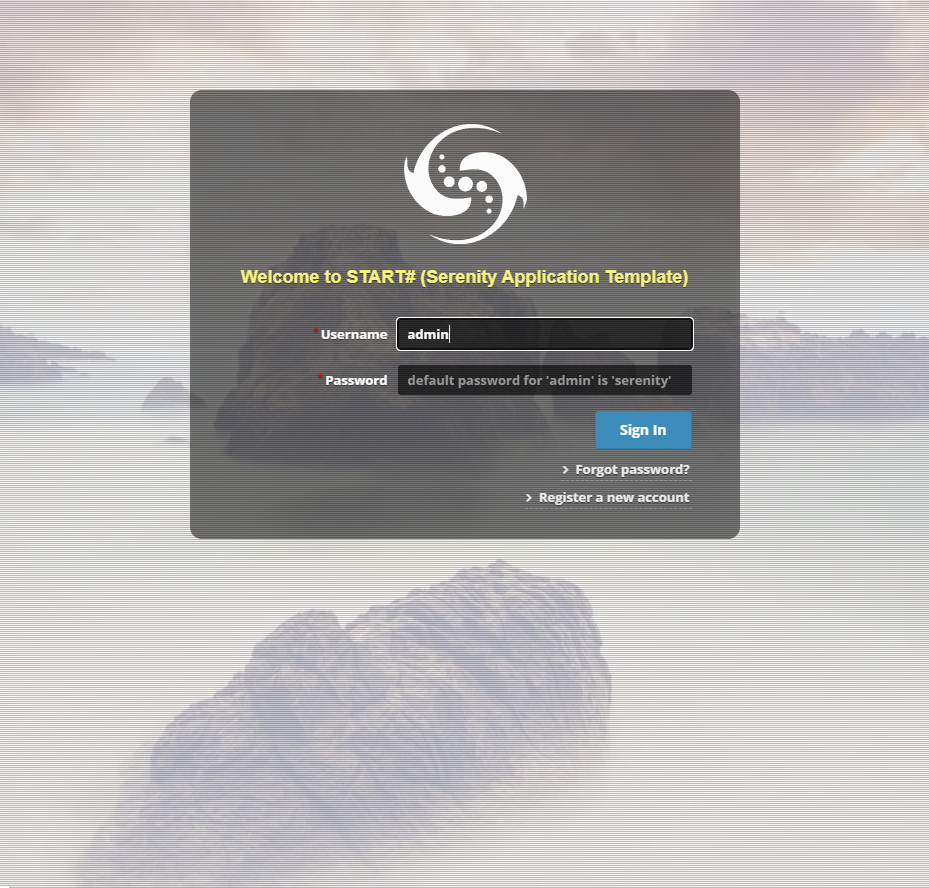 Welcome to START# (Serenity Application Template)
* Username admin
* Password default password for 'admin' is 'serenity'
Sign In
Forgot password?
Register a new account